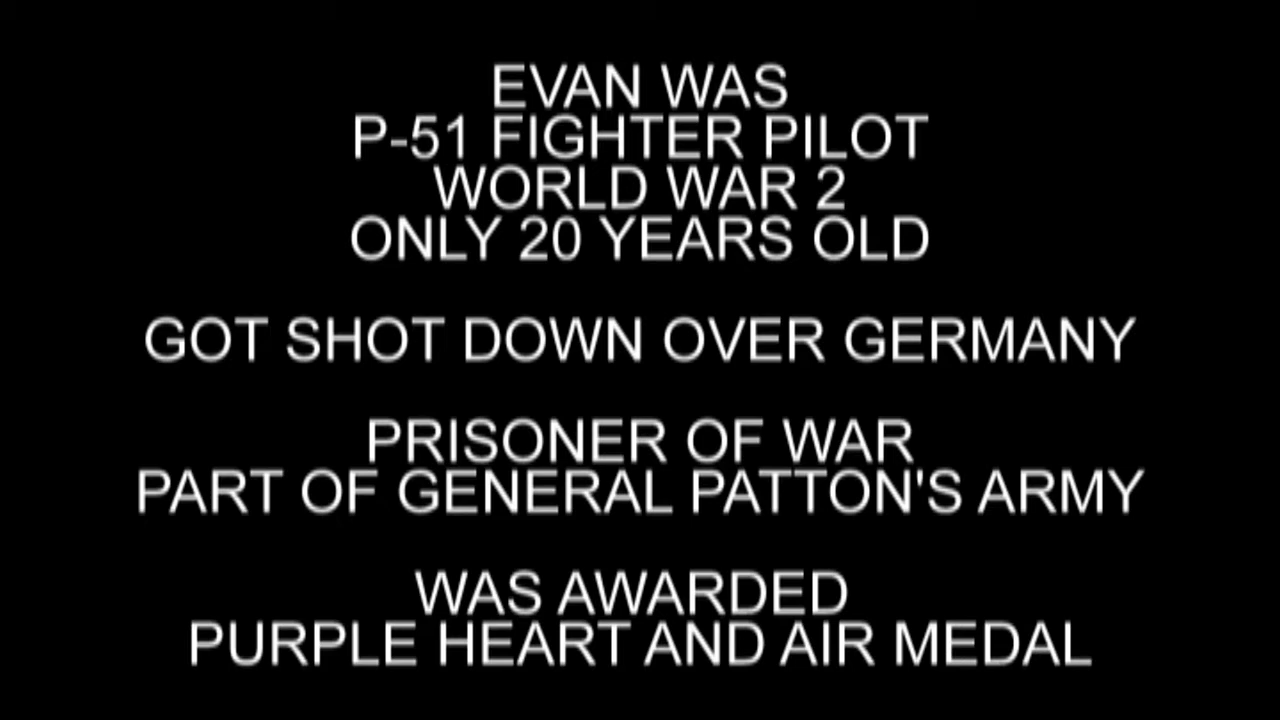 EVAN WAS
P-51 FIGHTER PILOT
WORLD WAR 2
ONLY 20 YEARS OLD
GOT SHOT DOWN OVER GERMANY
PRISONER OF WAR
PART OF GENERAL PATTON'S ARMY
WAS AWARDED
PURPLE HEART AND AIR MEDAL